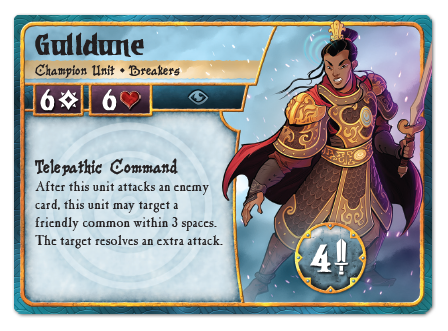 Gulldune
Champion Unit • Breakers
6 6
Telepathic Command
After this unit attacks an enemy
card, this unit may target a
friendly common within 3 spaces.
The target resolves an extra attack.
4